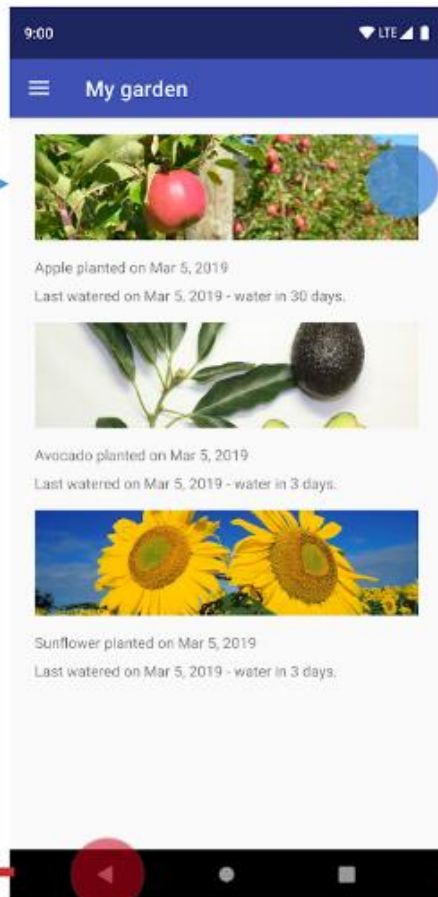 9:00
LTE
My garden
Apple planted on Mar 5, 2019
Last watered on Mar 5, 2019 - water in 30 days.
Avocado planted on Mar 5, 2019
Last watered on Mar 5, 2019 - water in 3 days.
Sunflower planted on Mar 5, 2019
Last watered on Mar 5, 2019 - water in 3 days.